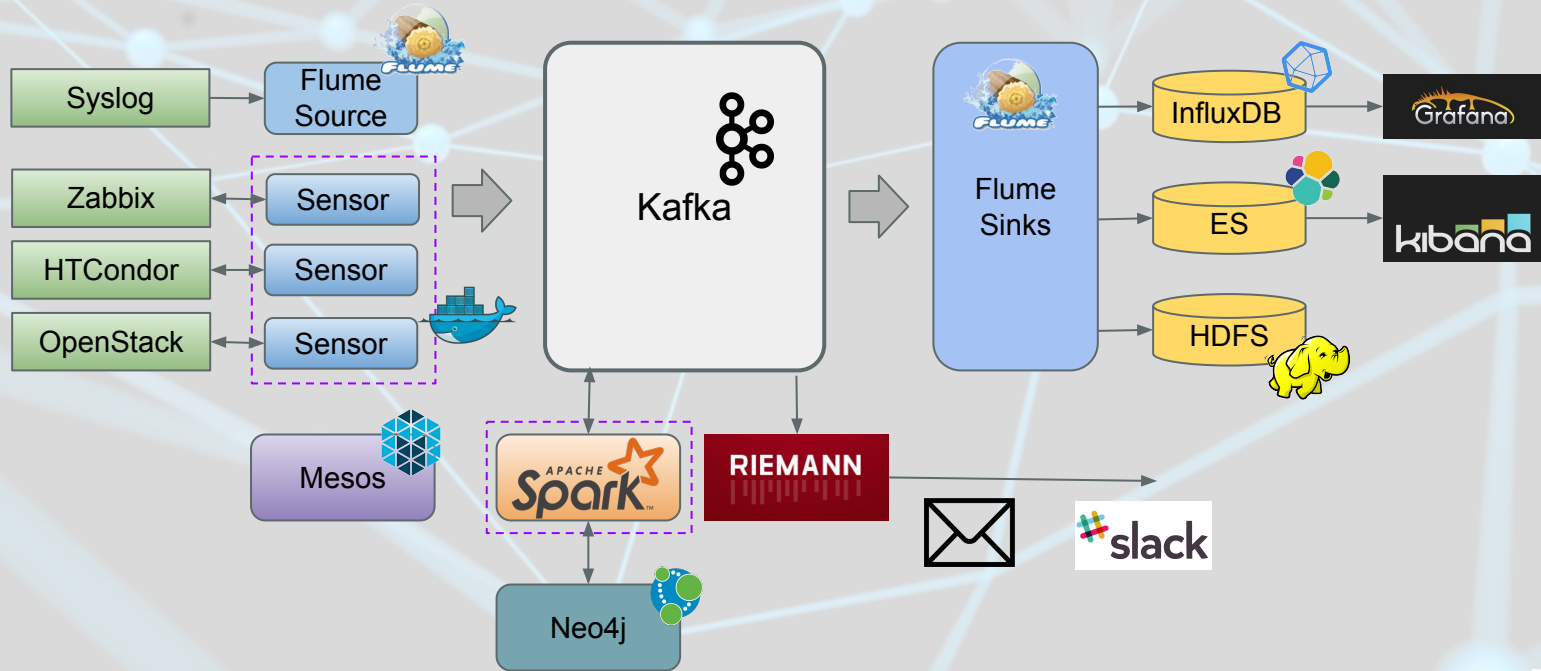 FLUME
Syslog
Flume
Source
Zabbix
Sensor
HTCondor
Sensor
OpenStack
Sensor
Kafka
FLUME
Flume
Sinks
InfluxDB
Grafana
ES
kibana
HDFS
Mesos
APACHE
Spark™
RIEMANN
slack
Neo4j